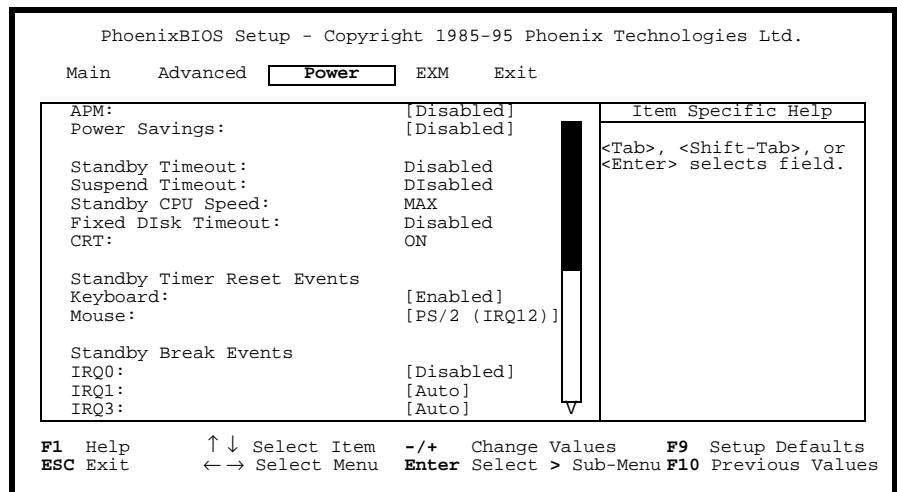 PhoenixBIOS Setup - Copyright 1985-95 Phoenix Technologies Ltd.
Main Advanced Power EXM Exit
APM: [Disabled]
Power Savings: [Disabled]
Standby Timeout: Disabled
Suspend Timeout: DIsabled
Standby CPU Speed: MAX
Fixed DIsk Timeout: Disabled
CRT: ON
Standby Timer Reset Events
Keyboard: [Enabled]
Mouse: [PS/2 (IRQ12)]
Standby Break Events
IRQ0: [Disabled]
IRQ1: [Auto]
IRQ3: [Auto] V
Item Specific Help
<Tab>, <Shift-Tab>, or
<Enter> selects field.
F1 Help ↑↓ Select Item -/+ Change Values F9 Setup Defaults
ESC Exit ←→ Select Menu Enter Select > Sub-Menu F10 Previous Values